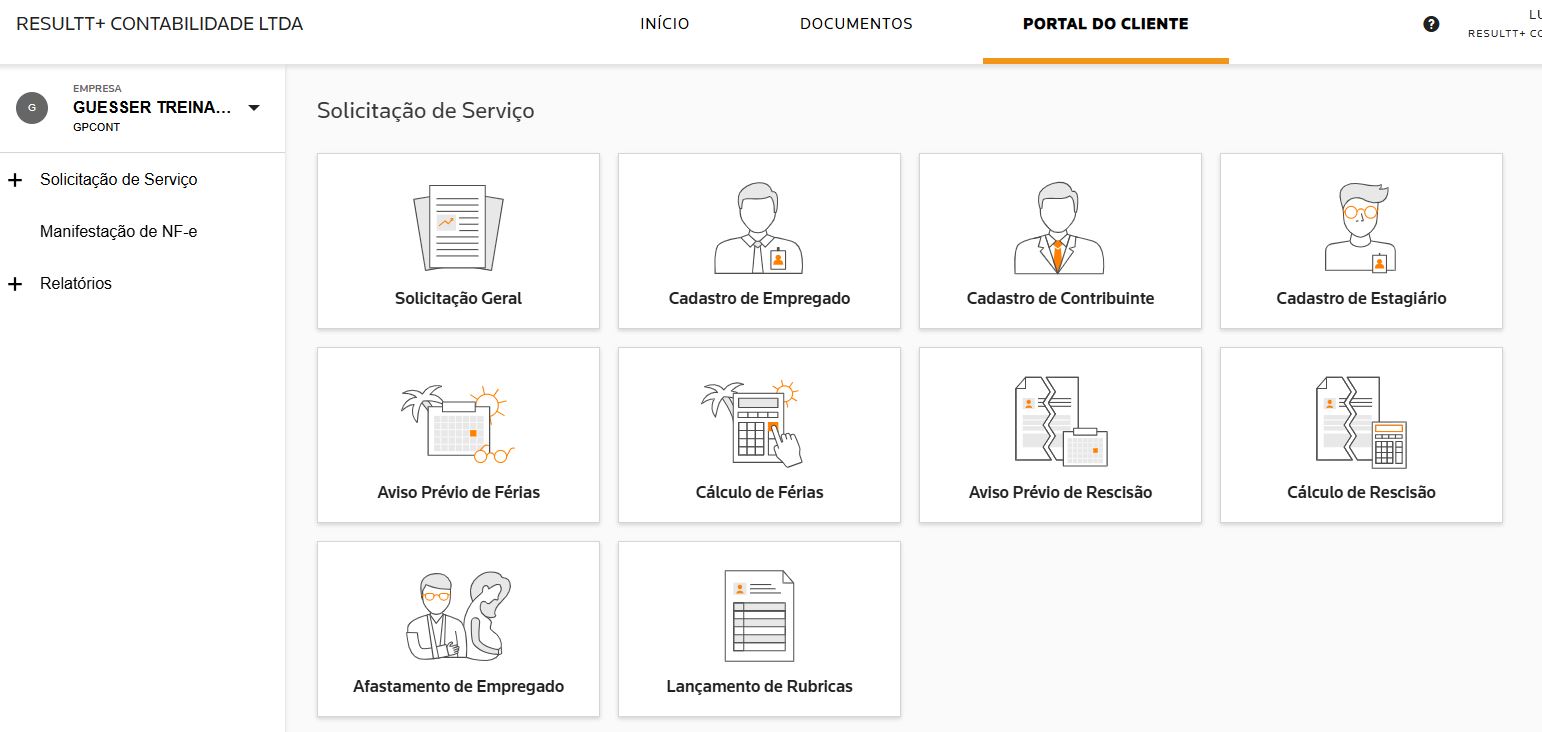 RESULTT+ CONTABILIDADE LTDA
INÍCIO
DOCUMENTOS
PORTAL DO CLIENTE
?
LU
RESULTT+ CO
G
EMPRESA
GUESSER TREINA...
GPCONT
+ Solicitação de Serviço
Manifestação de NF-e
+ Relatórios
Solicitação de Serviço
Solicitação Geral
Cadastro de Empregado
Cadastro de Contribuinte
Cadastro de Estagiário
Aviso Prévio de Férias
Cálculo de Férias
Aviso Prévio de Rescisão
Cálculo de Rescisão
Afastamento de Empregado
Lançamento de Rubricas